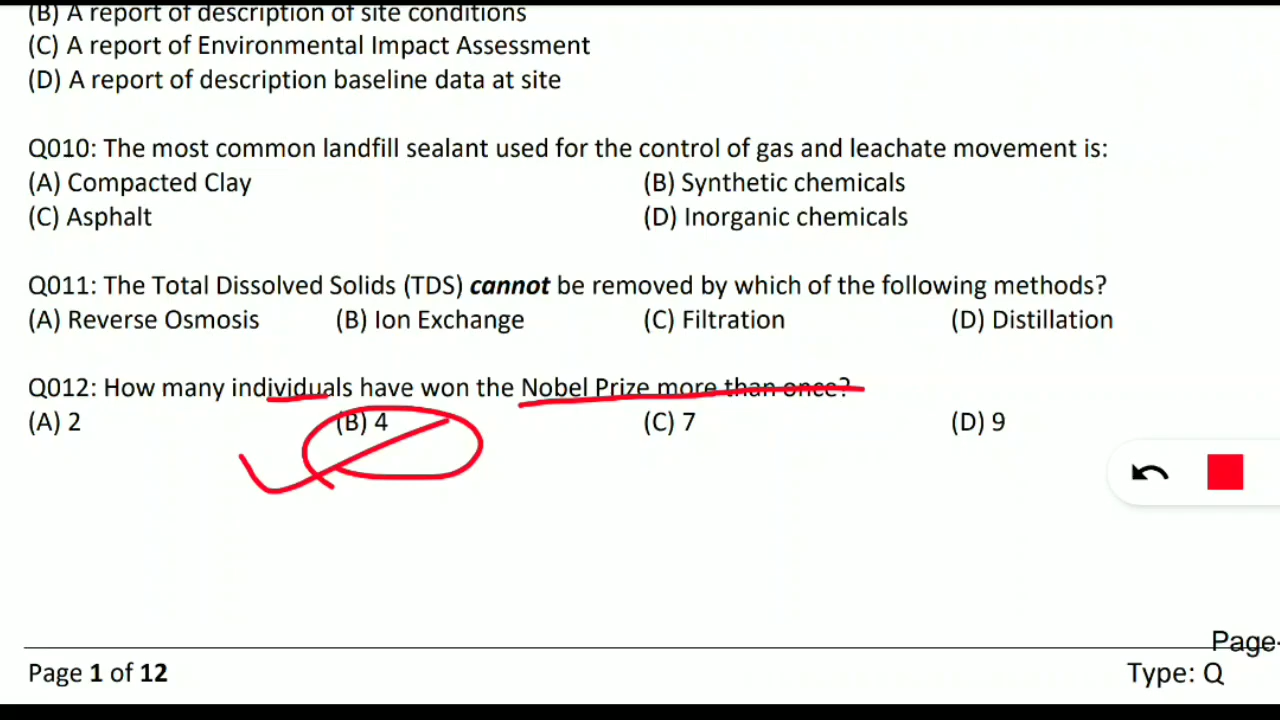 (B) A report of description of site conditions
(C) A report of Environmental Impact Assessment
(D) A report of description baseline data at site
Q010: The most common landfill sealant used for the control of gas and leachate movement is:
(A) Compacted Clay (B) Synthetic chemicals
(C) Asphalt (D) Inorganic chemicals
Q011: The Total Dissolved Solids (TDS) cannot be removed by which of the following methods?
(A) Reverse Osmosis (B) Ion Exchange (C) Filtration (D) Distillation
Q012: How many individuals have won the Nobel Prize more than once?
(A) 2 (B) 4 (C) 7 (D) 9
Page-
Page 1 of 12 Type: Q